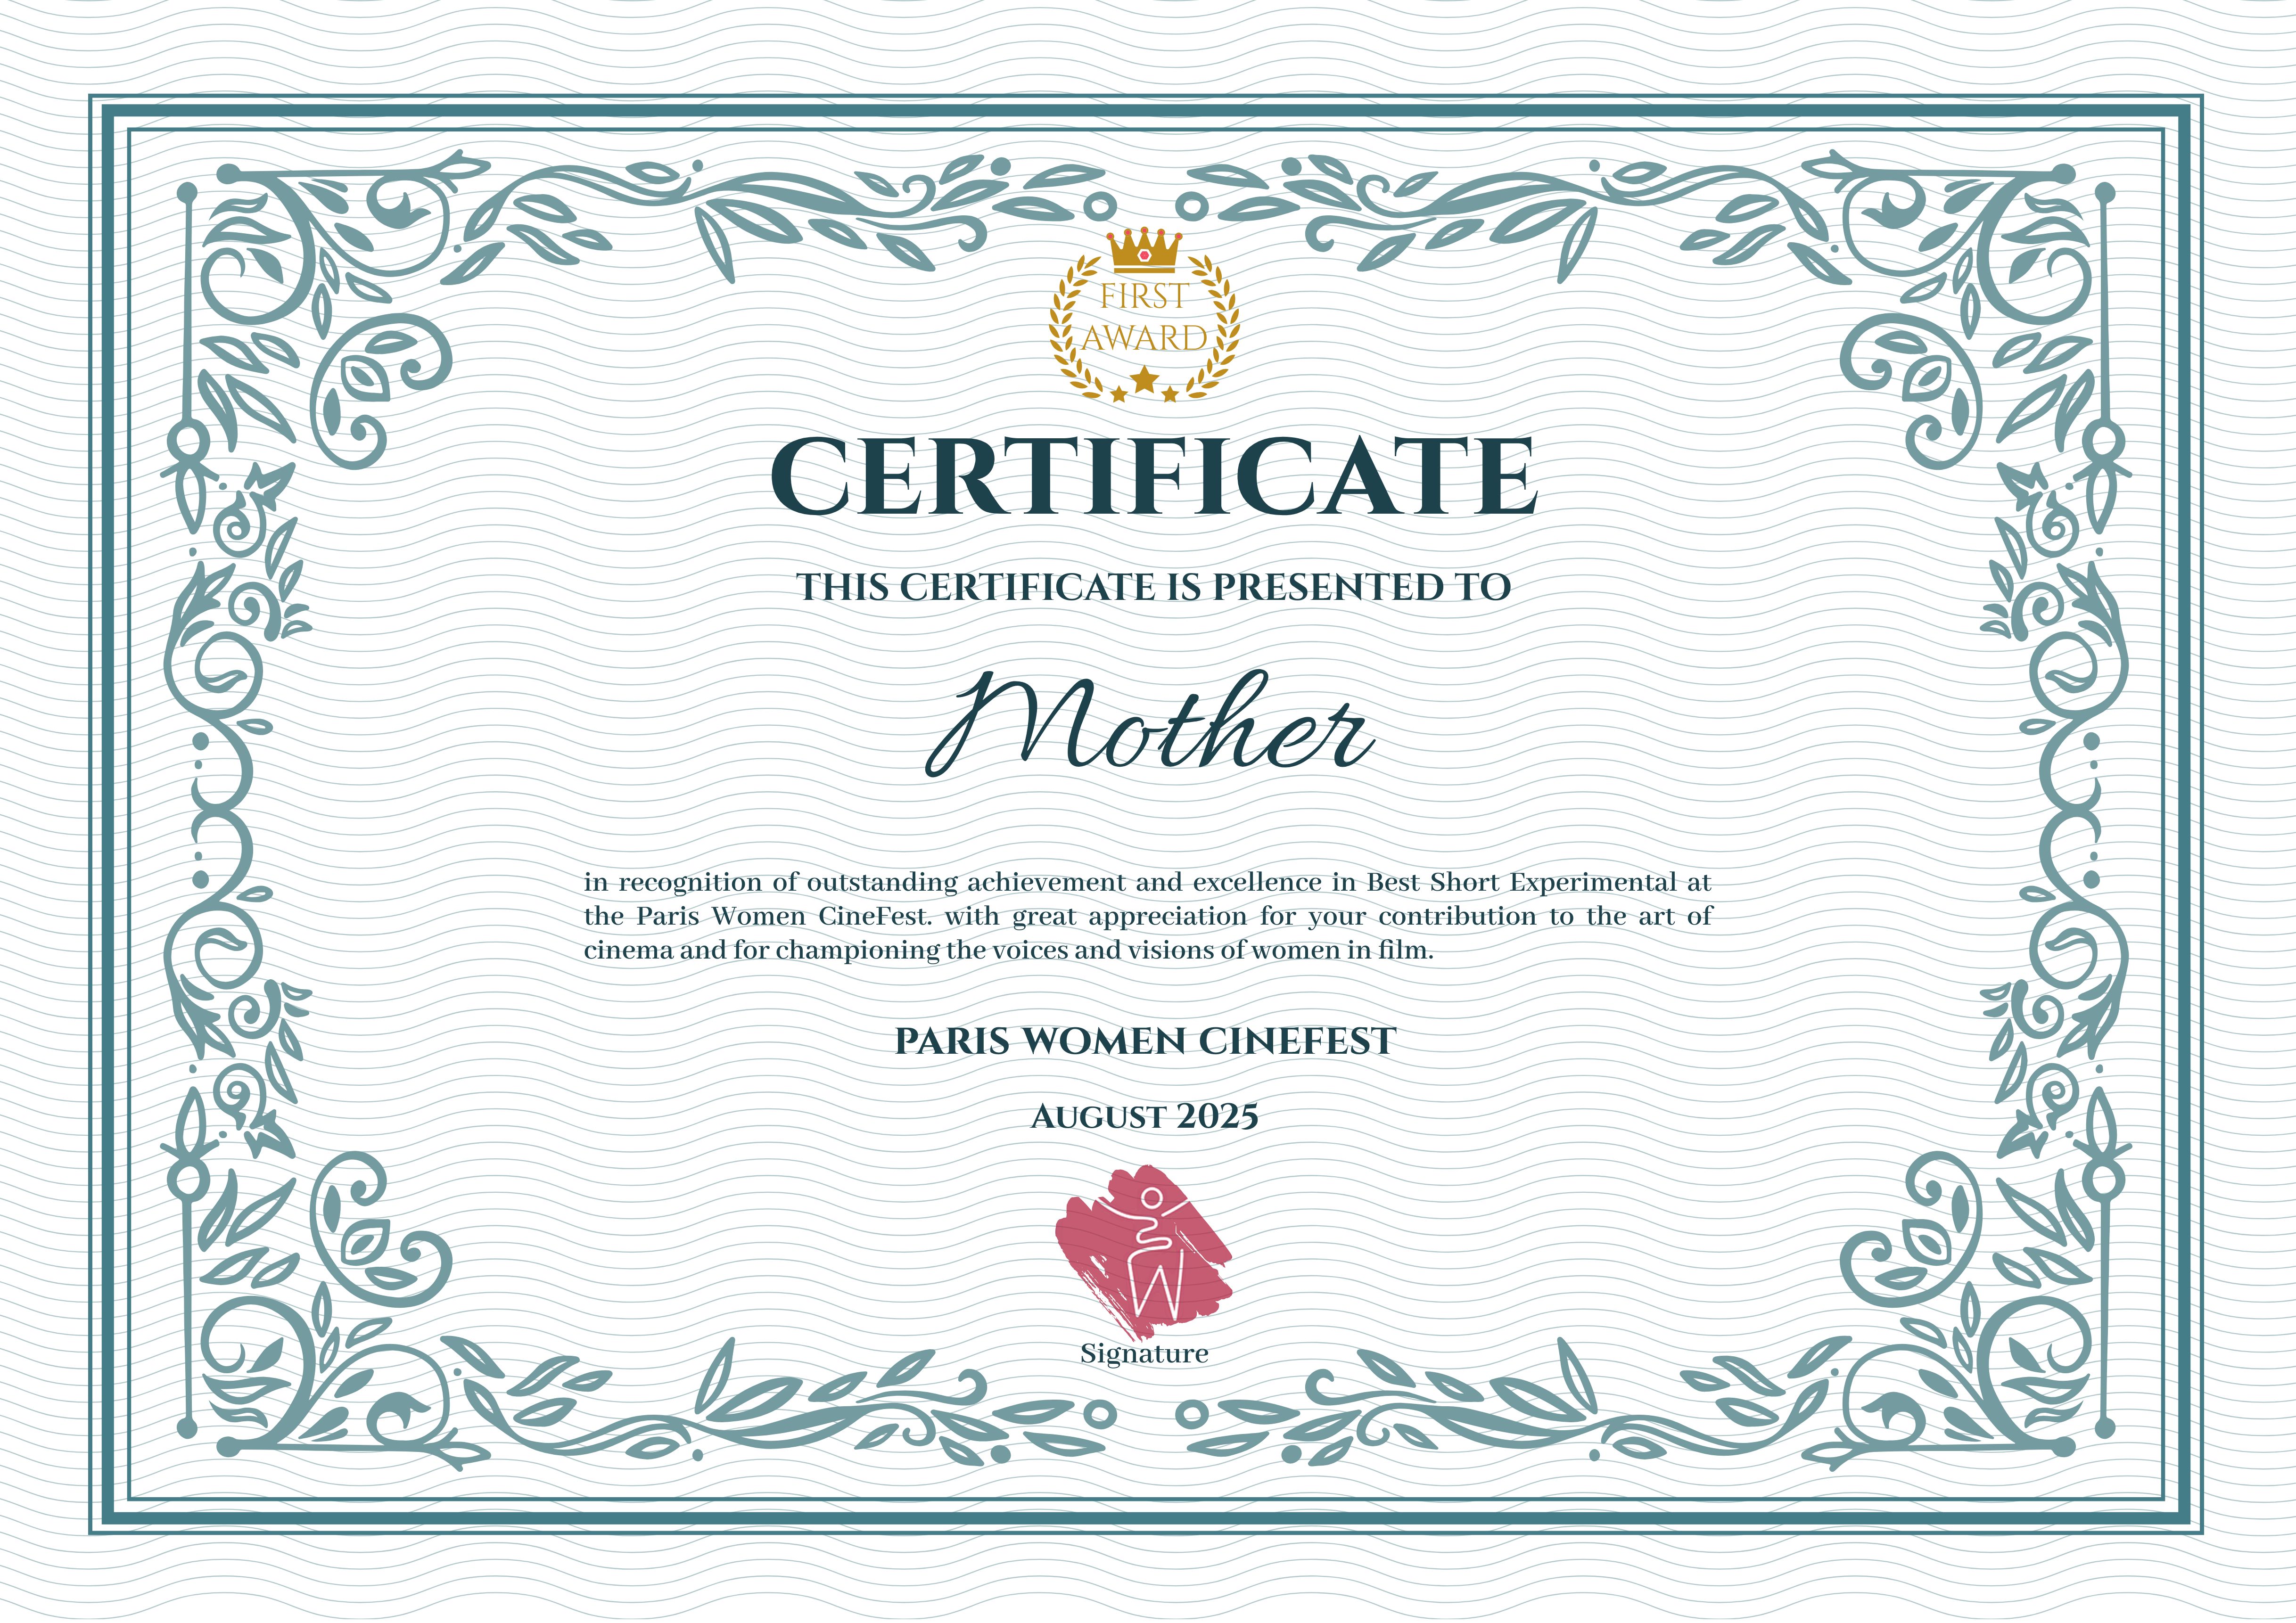 FIRST
AWARD
CERTIFICATE
THIS CERTIFICATE IS PRESENTED TO
Mother
in recognition of outstanding achievement and excellence in Best Short Experimental at
the Paris Women CineFest. with great appreciation for your contribution to the art of
cinema and for championing the voices and visions of women in film.
PARIS WOMEN CINEFEST
AUGUST 2025
Signature